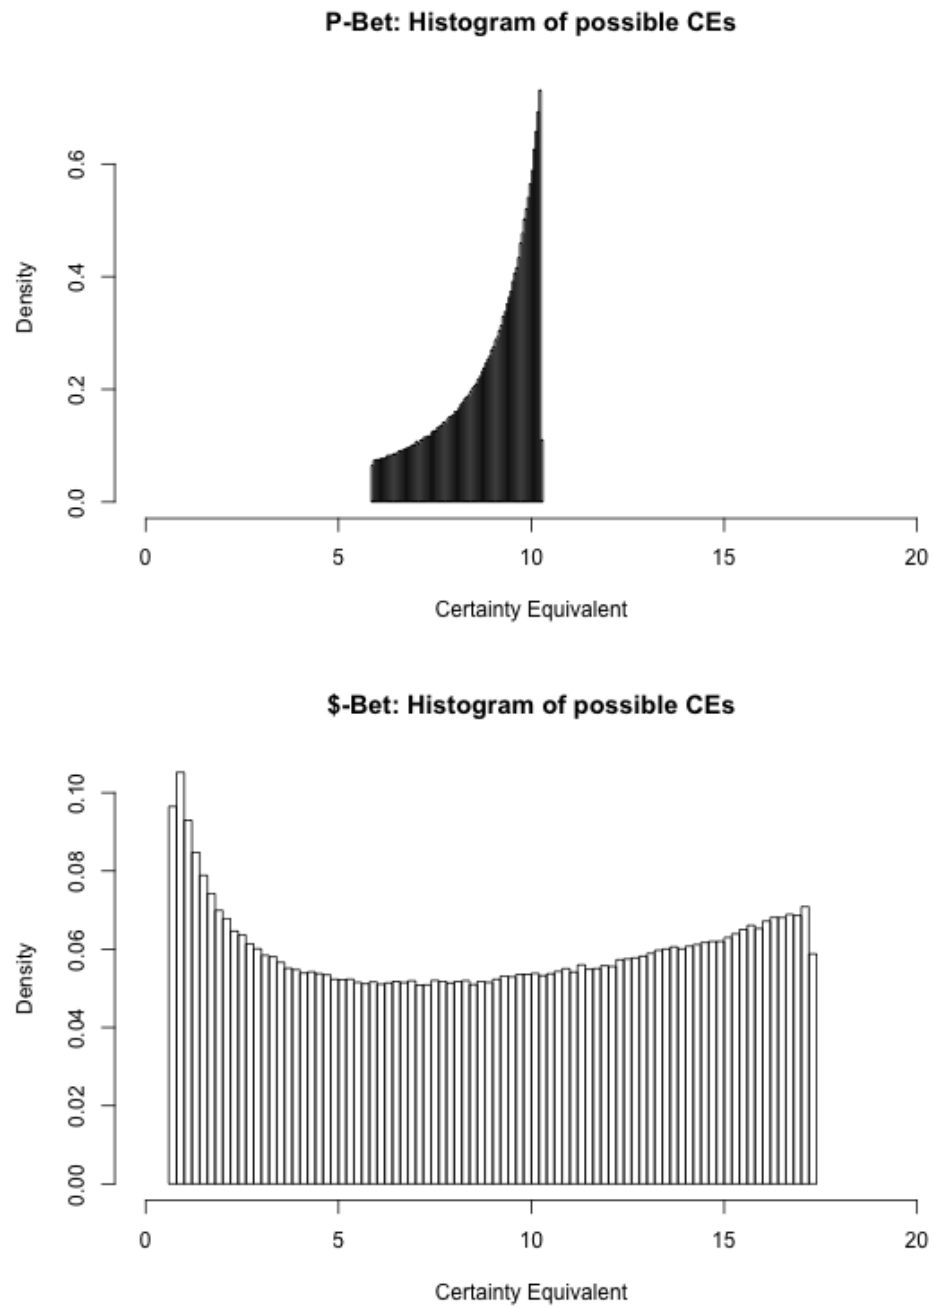 P-Bet: Histogram of possible CEs
0.6
0.4
0.2
0.0
Density
0 5 10 15 20
Certainty Equivalent
$-Bet: Histogram of possible CEs
0.10
0.08
0.06
0.04
0.02
0.00
Density
0 5 10 15 20
Certainty Equivalent